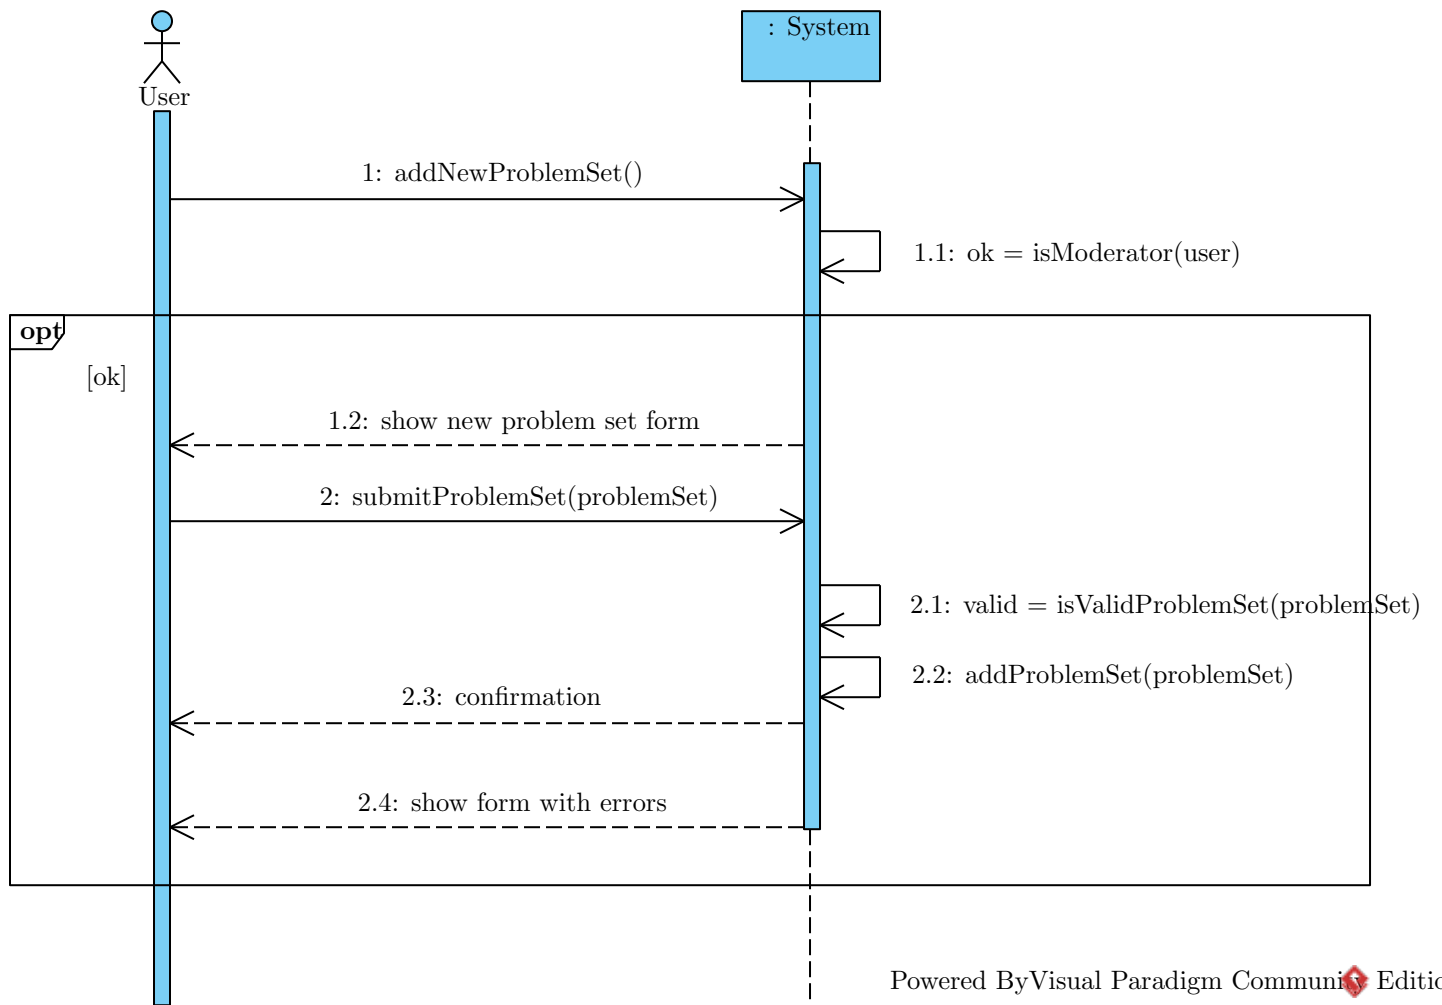 : System
User
1: addNewProblemSet()
1.1: ok = isModerator(user)
opt
[ok]
1.2: show new problem set form
2: submitProblemSet(problemSet)
2.1: valid = isValidProblemSet(problemSet)
2.2: addProblemSet(problemSet)
2.3: confirmation
2.4: show form with errors
Powered ByVisual Paradigm Community Editio